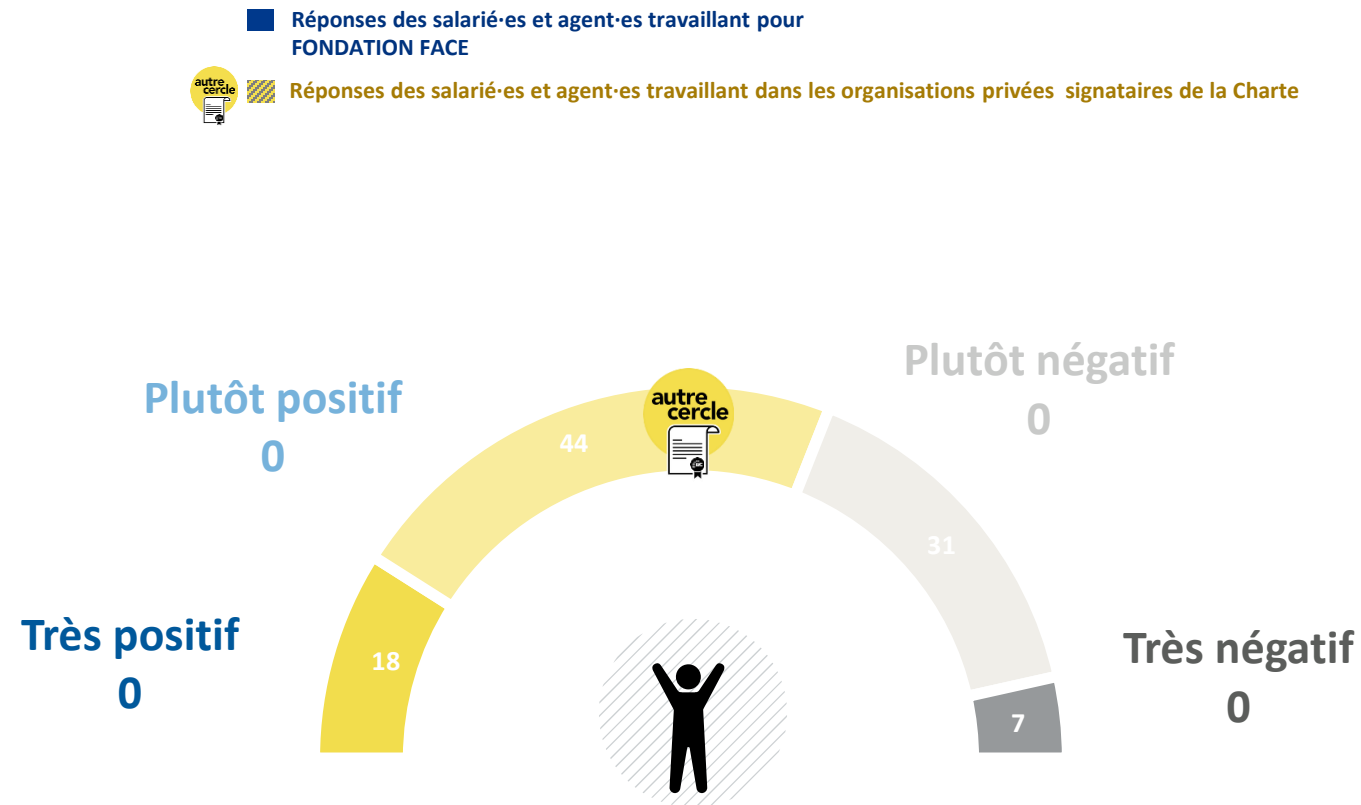 Réponses des salarié·es et agent·es travaillant pour
FONDATION FACE
autre
cercle
Réponses des salarié·es et agent·es travaillant dans les organisations privées signataires de la Charte
Plutôt négatif
0
Plutôt positif
0
autre
cercle
44
31
Très positif
0
18
Très négatif
0
7